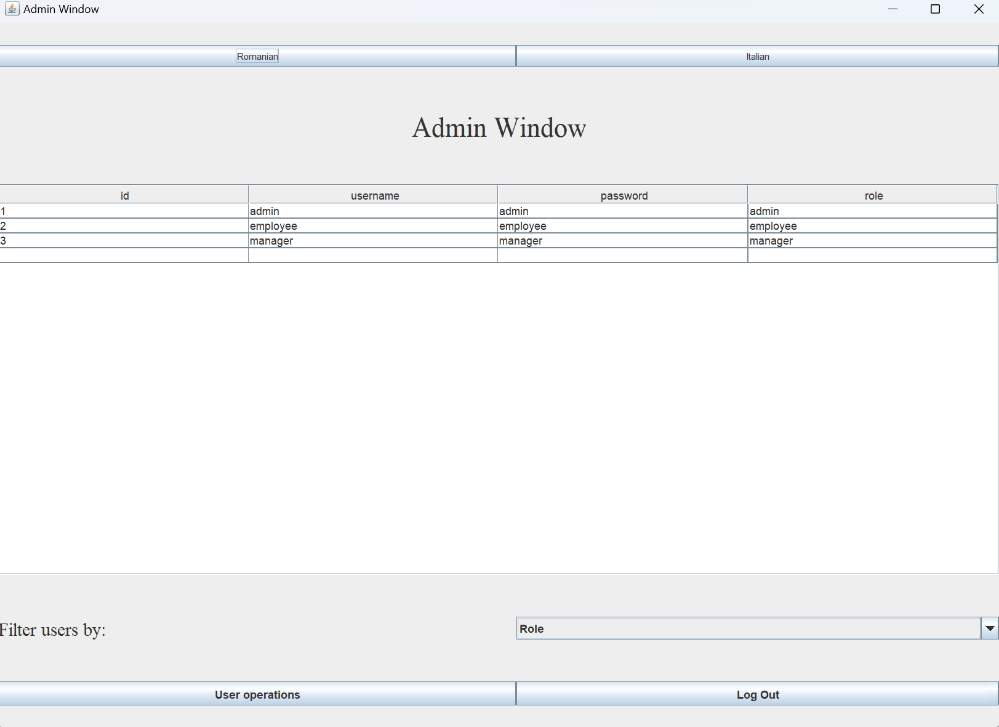 Admin Window
Romanian Italian
Admin Window
id username password role
1 admin admin admin
2 employee employee employee
3 manager manager manager
Filter users by: Role
User operations Log Out